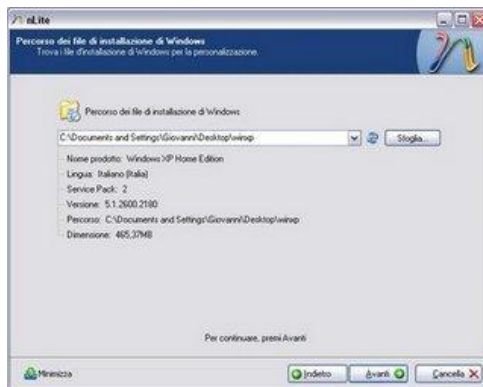 nLite
Percorso dei file di installazione di Windows
Trova i file d'installazione di Windows per la personalizzazione.
Percorso dei file di installazione di Windows
C:\Documents and Settings\Giovanni\Desktop\winxp
Sfoglia...
Nome prodotto: Windows XP Home Edition
Lingua: Italiano (Italia)
Service Pack: 2
Versione: 5.1.2600.2180
Percorso: C:\Documents and Settings\Giovanni\Desktop\winxp
Dimensione: 465,37MB
Per continuare, premi Avanti
Minimizza
Indietro
Avanti
Cancella